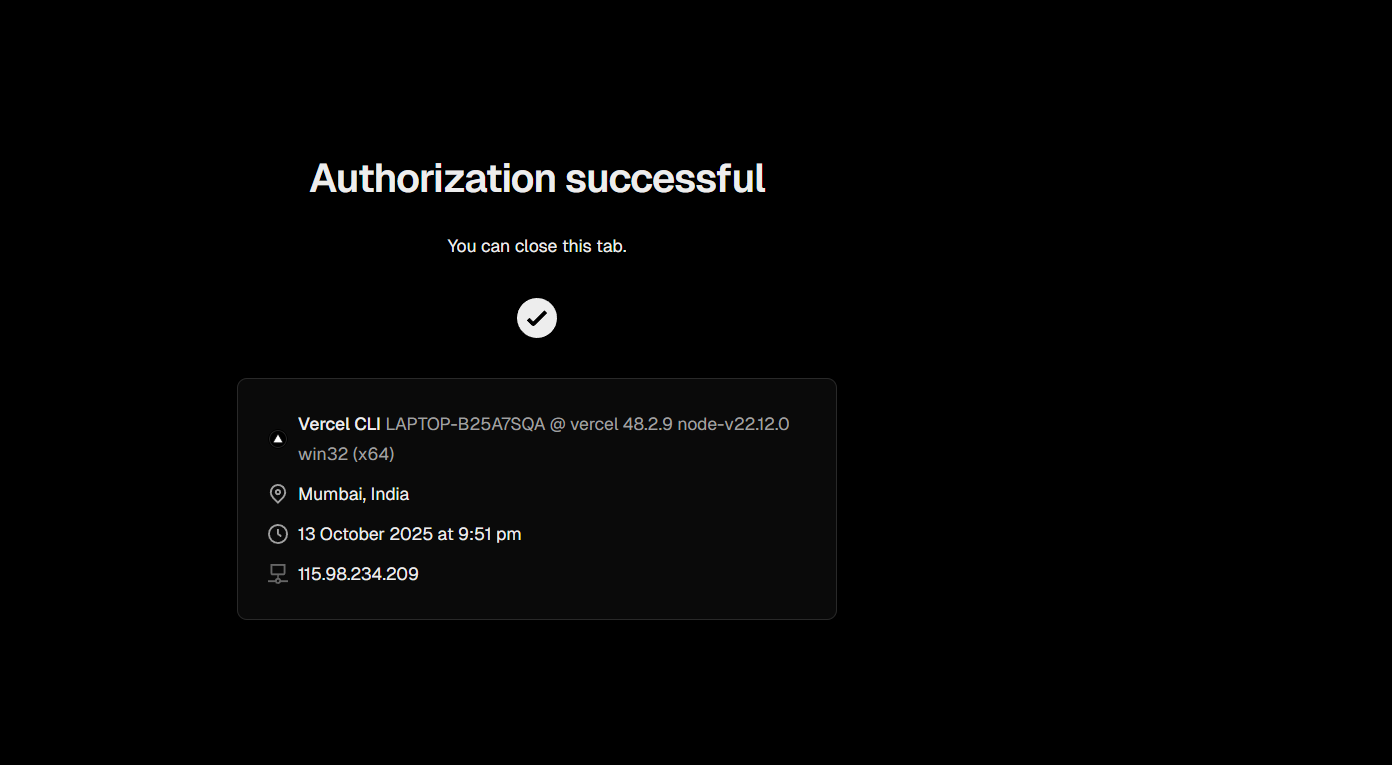 Authorization successful
You can close this tab.
Vercel CLI LAPTOP-B25A7SQA @ vercel 48.2.9 node-v22.12.0
win32 (x64)
Mumbai, India
13 October 2025 at 9:51 pm
115.98.234.209